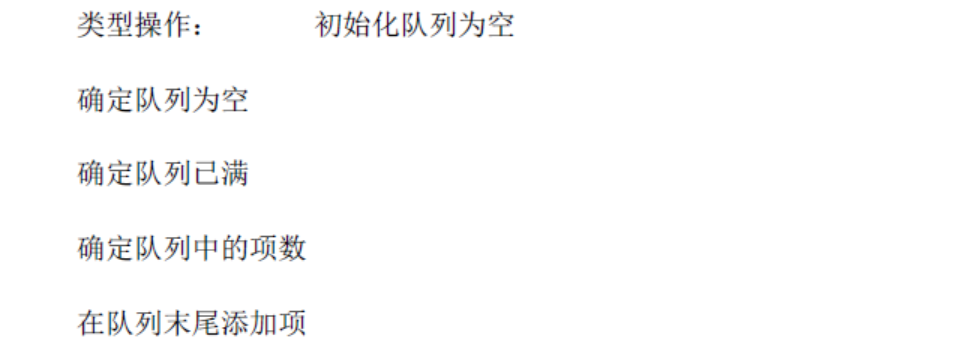 类型操作： 初始化队列为空
确定队列为空
确定队列已满
确定队列中的项数
在队列末尾添加项